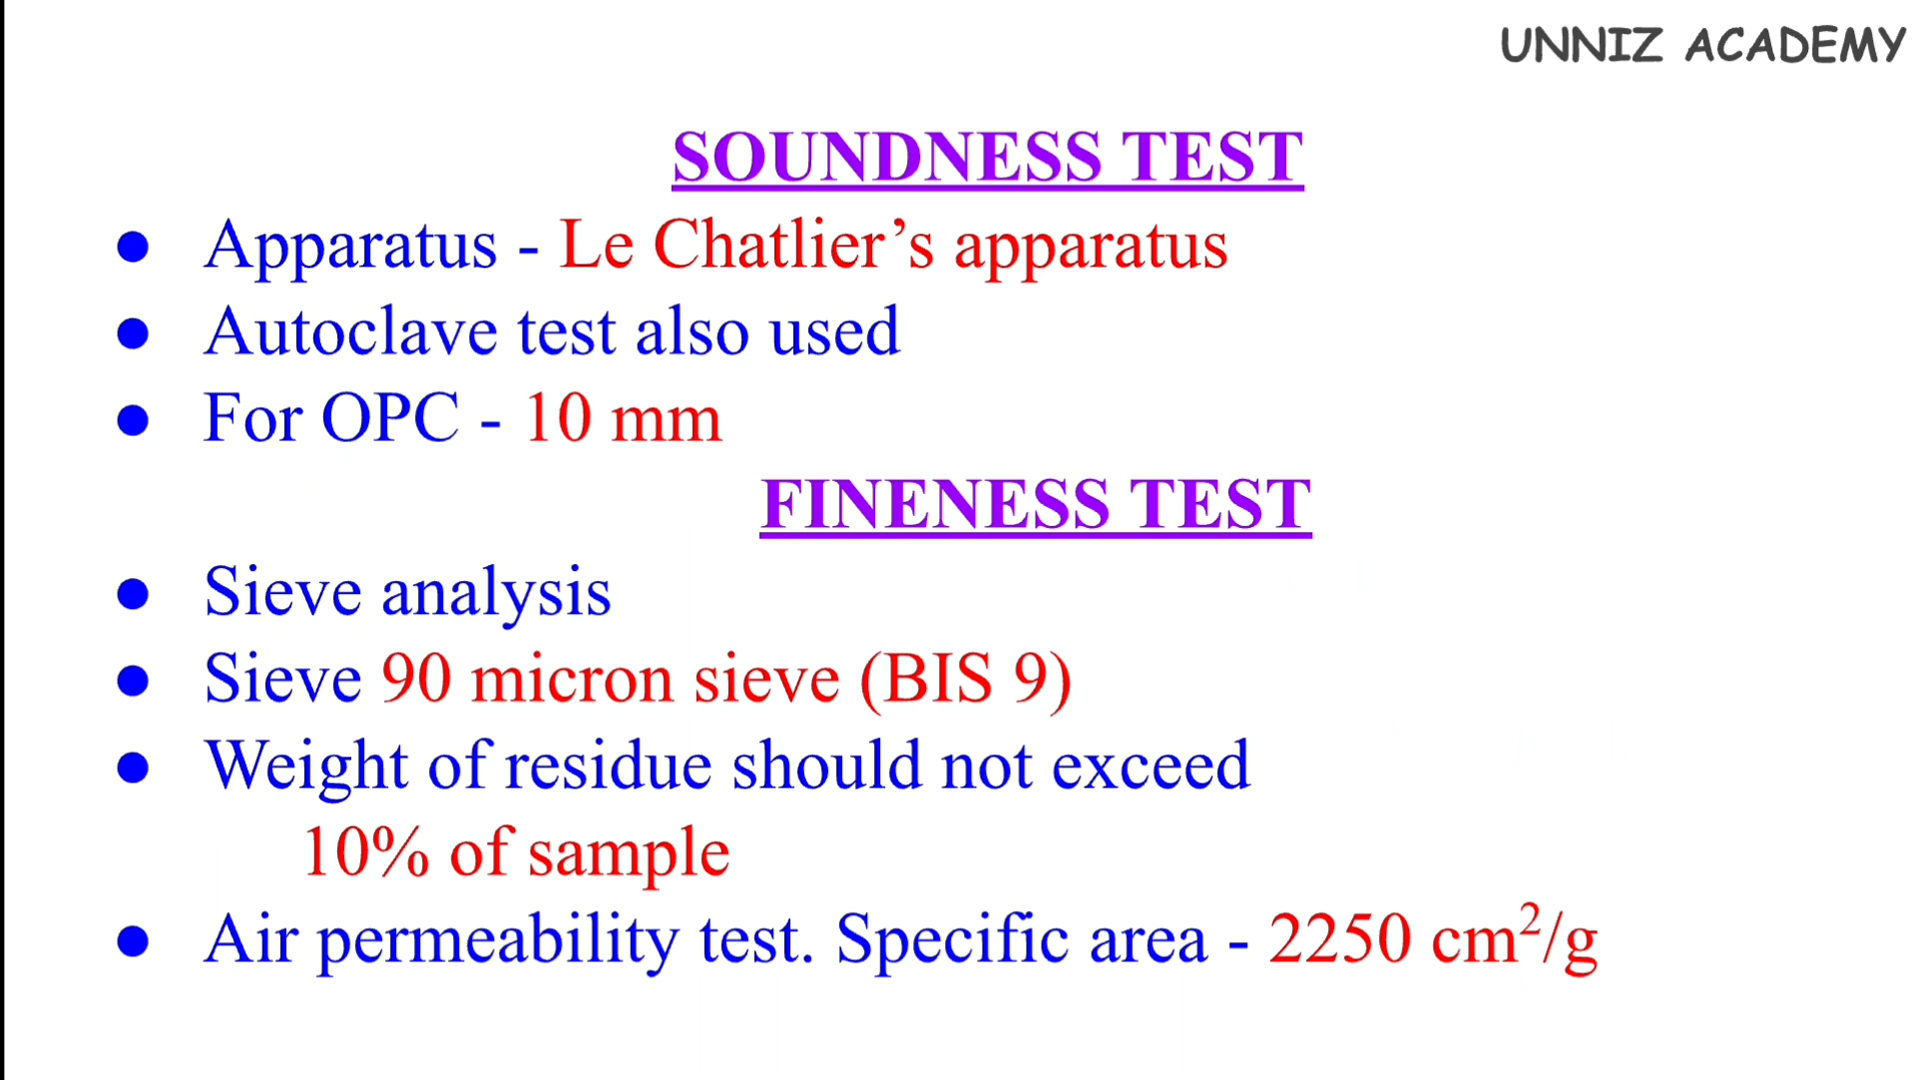 UNNIZ ACADEMY
SOUNDNESS TEST
● Apparatus - Le Chatlier’s apparatus
● Autoclave test also used
● For OPC - 10 mm
FINENESS TEST
● Sieve analysis
● Sieve 90 micron sieve (BIS 9)
● Weight of residue should not exceed
10% of sample
● Air permeability test. Specific area - 2250 cm²/g